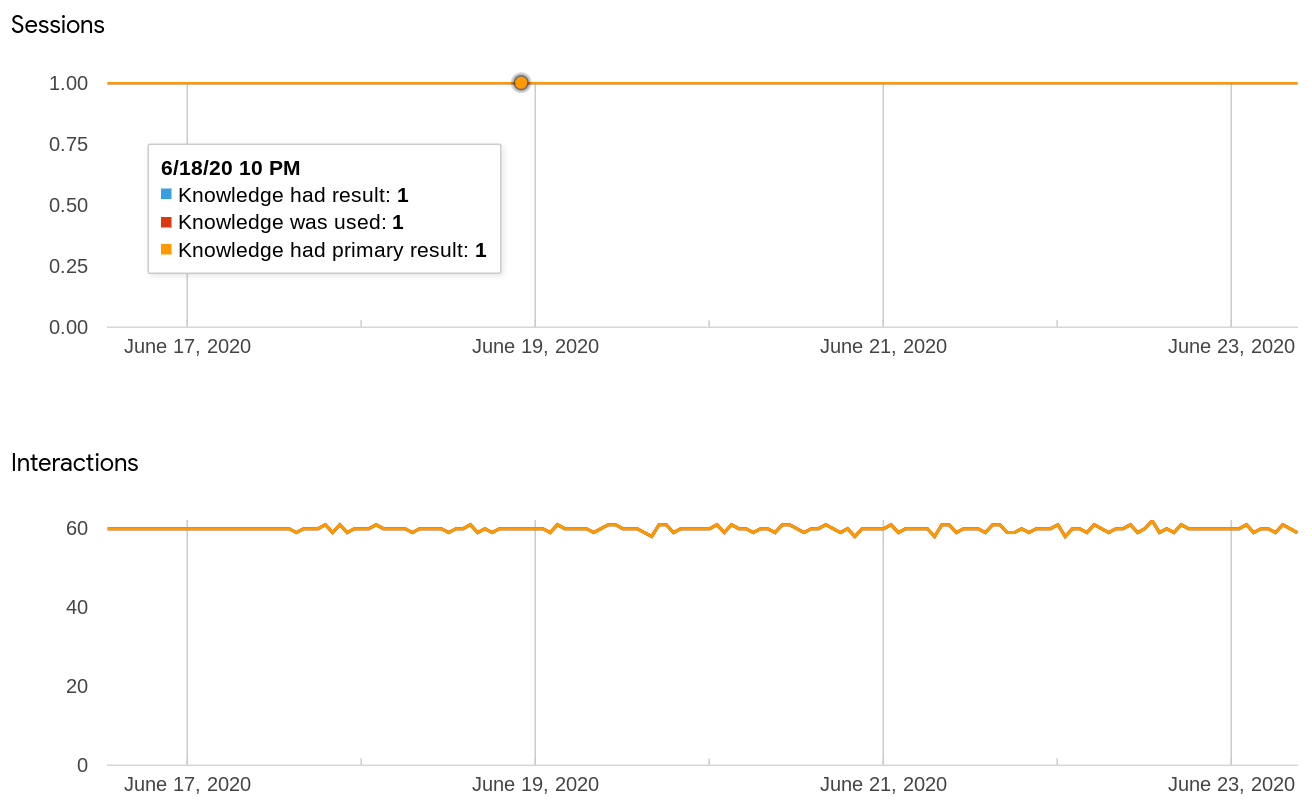 Sessions
1.00
0.75
0.50
0.25
0.00
6/18/20 10 PM
Knowledge had result: 1
Knowledge was used: 1
Knowledge had primary result: 1
June 17, 2020
June 19, 2020
June 21, 2020
June 23, 2020
Interactions
60
40
20
0
June 17, 2020
June 19, 2020
June 21, 2020
June 23, 2020